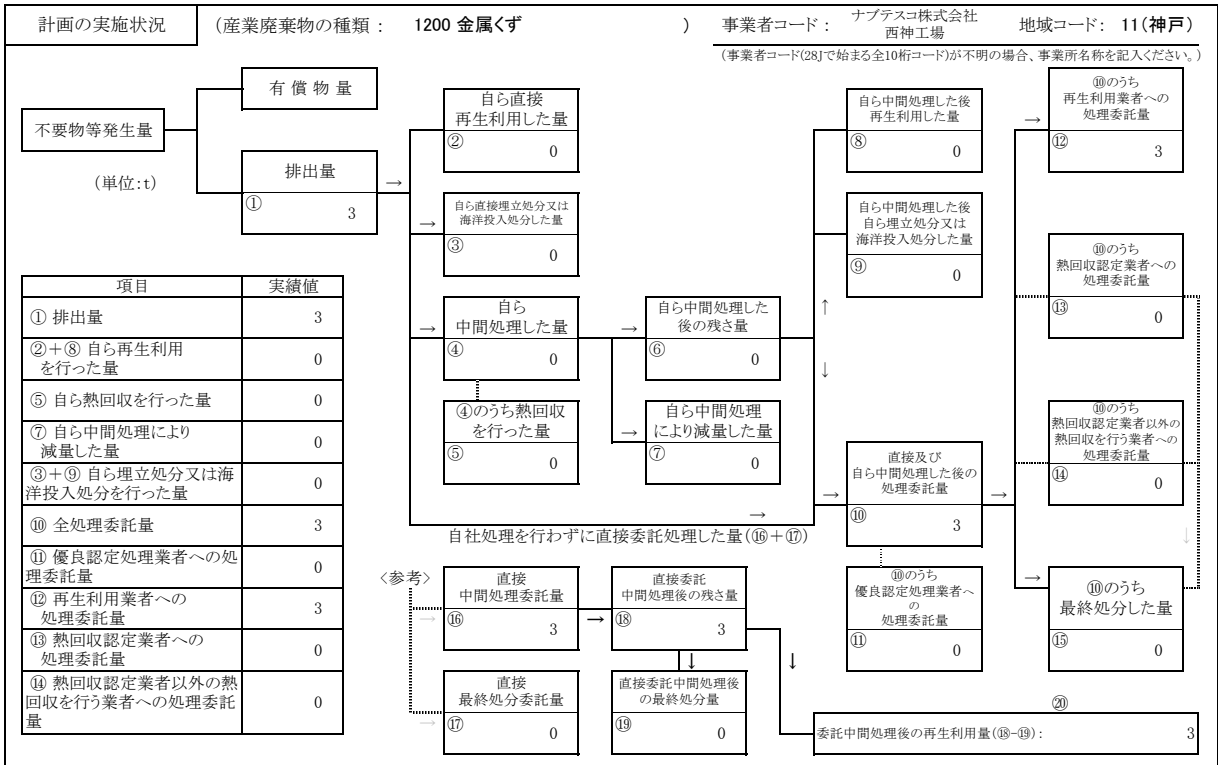 計画の実施状況
(産業廃棄物の種類 : 1200 金属くず )
事業者コード : ナブテスコ株式会社
西神工場
地域コード: 11(神戸)
(事業者コード(28Jで始まる全10桁コード)が不明の場合、事業所名称を記入ください。)
不要物等発生量
(単位:t)
有 償 物 量
排出量
①
3
→
自ら直接
再生利用した量
②
0
→
自ら直接埋立処分又は
海洋投入処分した量
③
0
→
自ら
中間処理した量
④
0
④のうち熱回収
を行った量
⑤
0
→
自ら中間処理した
後の残さ量
⑥
0
→
自ら中間処理
により減量した量
⑦
0
自ら中間処理した後
再生利用した量
⑧
0
自ら中間処理した後
自ら埋立処分又は
海洋投入処分した量
⑨
0
↑
↓
→
直接及び
自ら中間処理した後の
処理委託量
⑩
3
→
⑩のうち
優良認定処理業者へ
の
処理委託量
⑪
0
→
⑩のうち
再生利用業者への
処理委託量
⑫
3
⑩のうち
熱回収認定業者への
処理委託量
⑬
0
⑩のうち
熱回収認定業者以外の
熱回収を行う業者への
処理委託量
⑭
0
↓
→
⑩のうち
最終処分した量
⑮
0
→
自社処理を行わずに直接委託処理した量(⑯+⑰)
〈参考〉
→
直接
中間処理委託量
⑯
3
→
直接委託
中間処理後の残さ量
⑱
3
→
直接
最終処分委託量
⑰
0
↓
直接委託中間処理後
の最終処分量
⑲
0
↓
⑳
委託中間処理後の再生利用量(⑱-⑲) : 3
項目 実績値
① 排出量 3
②+⑧ 自ら再生利用
を行った量 0
⑤ 自ら熱回収を行った量 0
⑦ 自ら中間処理により
減量した量 0
③+⑨ 自ら埋立処分又は海
洋投入処分を行った量 0
⑩ 全処理委託量 3
⑪ 優良認定処理業者への処
理委託量 0
⑫ 再生利用業者への
処理委託量 3
⑬ 熱回収認定業者への
処理委託量 0
⑭ 熱回収認定業者以外の熱
回収を行う業者への処理委託
量 0